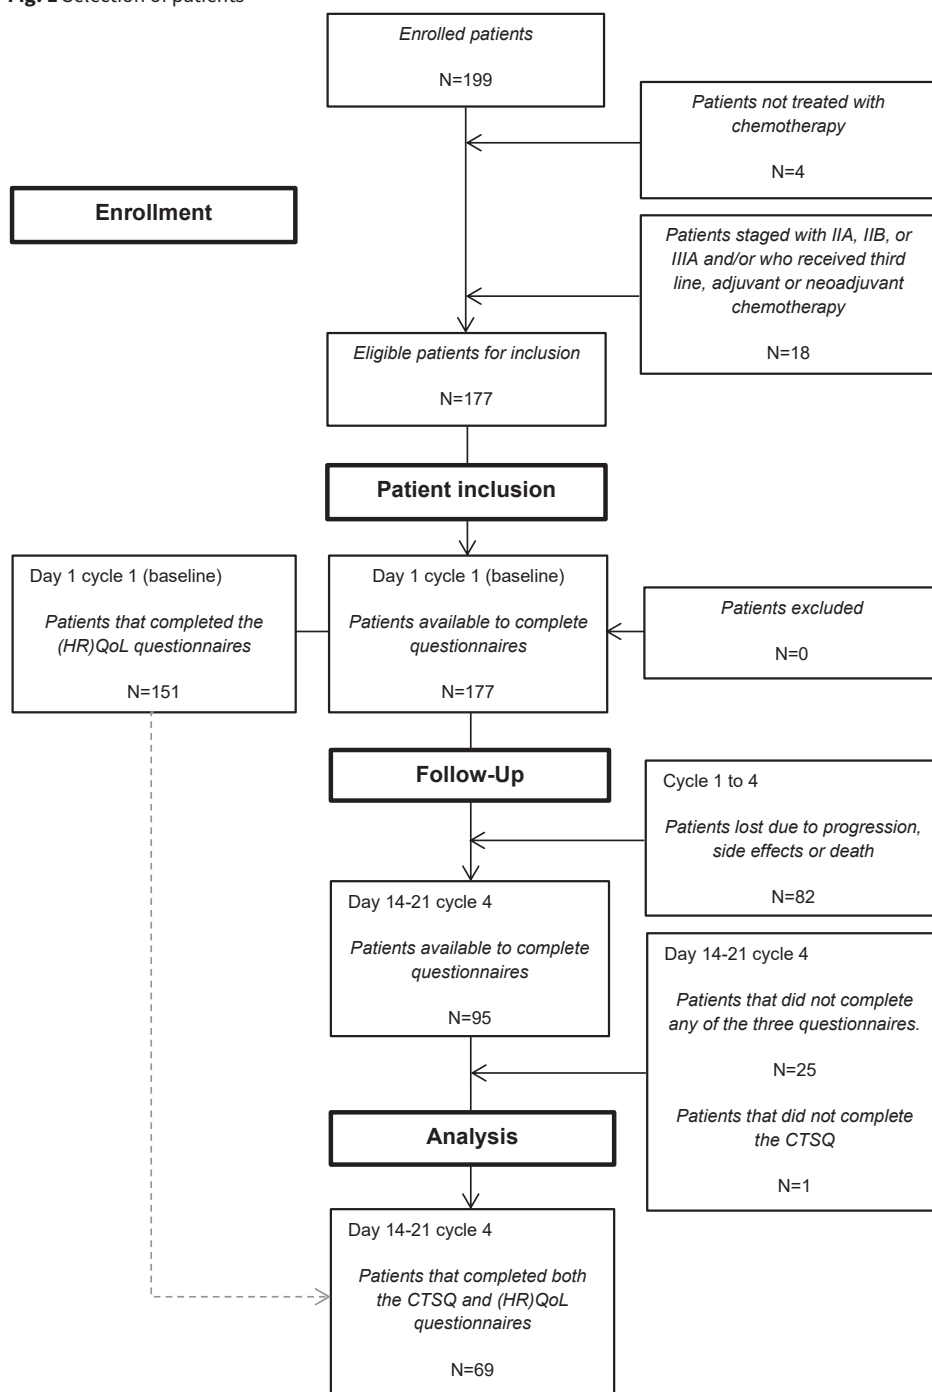 Fig. 1 Selection of patients
Enrolled patients
N=199
Patients not treated with
chemotherapy
N=4
Enrollment
Patients staged with IIA, IIB, or
IIIA and/or who received third
line, adjuvant or neoadjuvant
chemotherapy
N=18
Eligible patients for inclusion
N=177
Patient inclusion
Day 1 cycle 1 (baseline)
Patients that completed the
(HR)QoL questionnaires
N=151
Day 1 cycle 1 (baseline)
Patients available to complete
questionnaires
N=177
Patients excluded
N=0
Follow-Up
Cycle 1 to 4
Patients lost due to progression,
side effects or death
N=82
Day 14-21 cycle 4
Patients available to complete
questionnaires
N=95
Day 14-21 cycle 4
Patients that did not complete
any of the three questionnaires.
N=25
Patients that did not complete
the CTSQ
N=1
Analysis
Day 14-21 cycle 4
Patients that completed both
the CTSQ and (HR)QoL
questionnaires
N=69